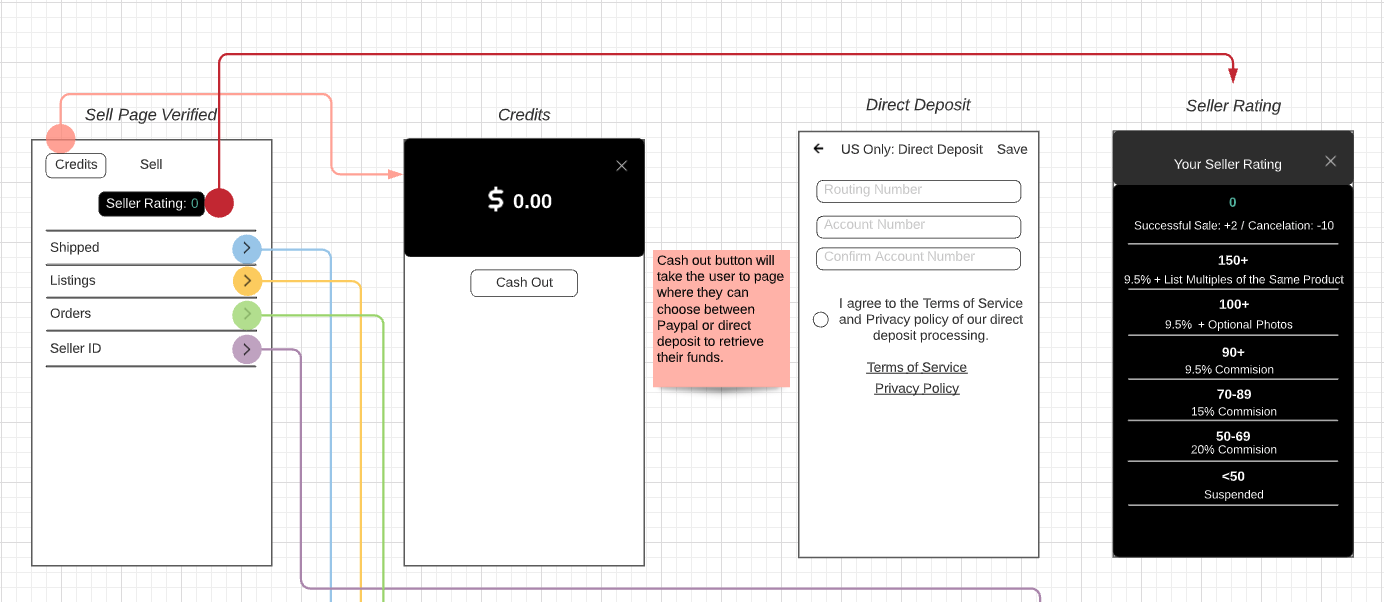 Sell Page Verified
Credits
Sell
Seller Rating: 0
Shipped
Listings
Orders
Seller ID
Credits
$ 0.00
Cash Out
Cash out button will
take the user to page
where they can
choose between
Paypal or direct
deposit to retrieve
their funds.
Direct Deposit
US Only: Direct Deposit
Save
Routing Number
Account Number
Confirm Account Number
I agree to the Terms of Service
and Privacy policy of our direct
deposit processing.
Terms of Service
Privacy Policy
Seller Rating
Your Seller Rating
0
Successful Sale: +2 / Cancelation: -10
150+
9.5% + List Multiples of the Same Product
100+
9.5% + Optional Photos
90+
9.5% Commision
70-89
15% Commision
50-69
20% Commision
<50
Suspended